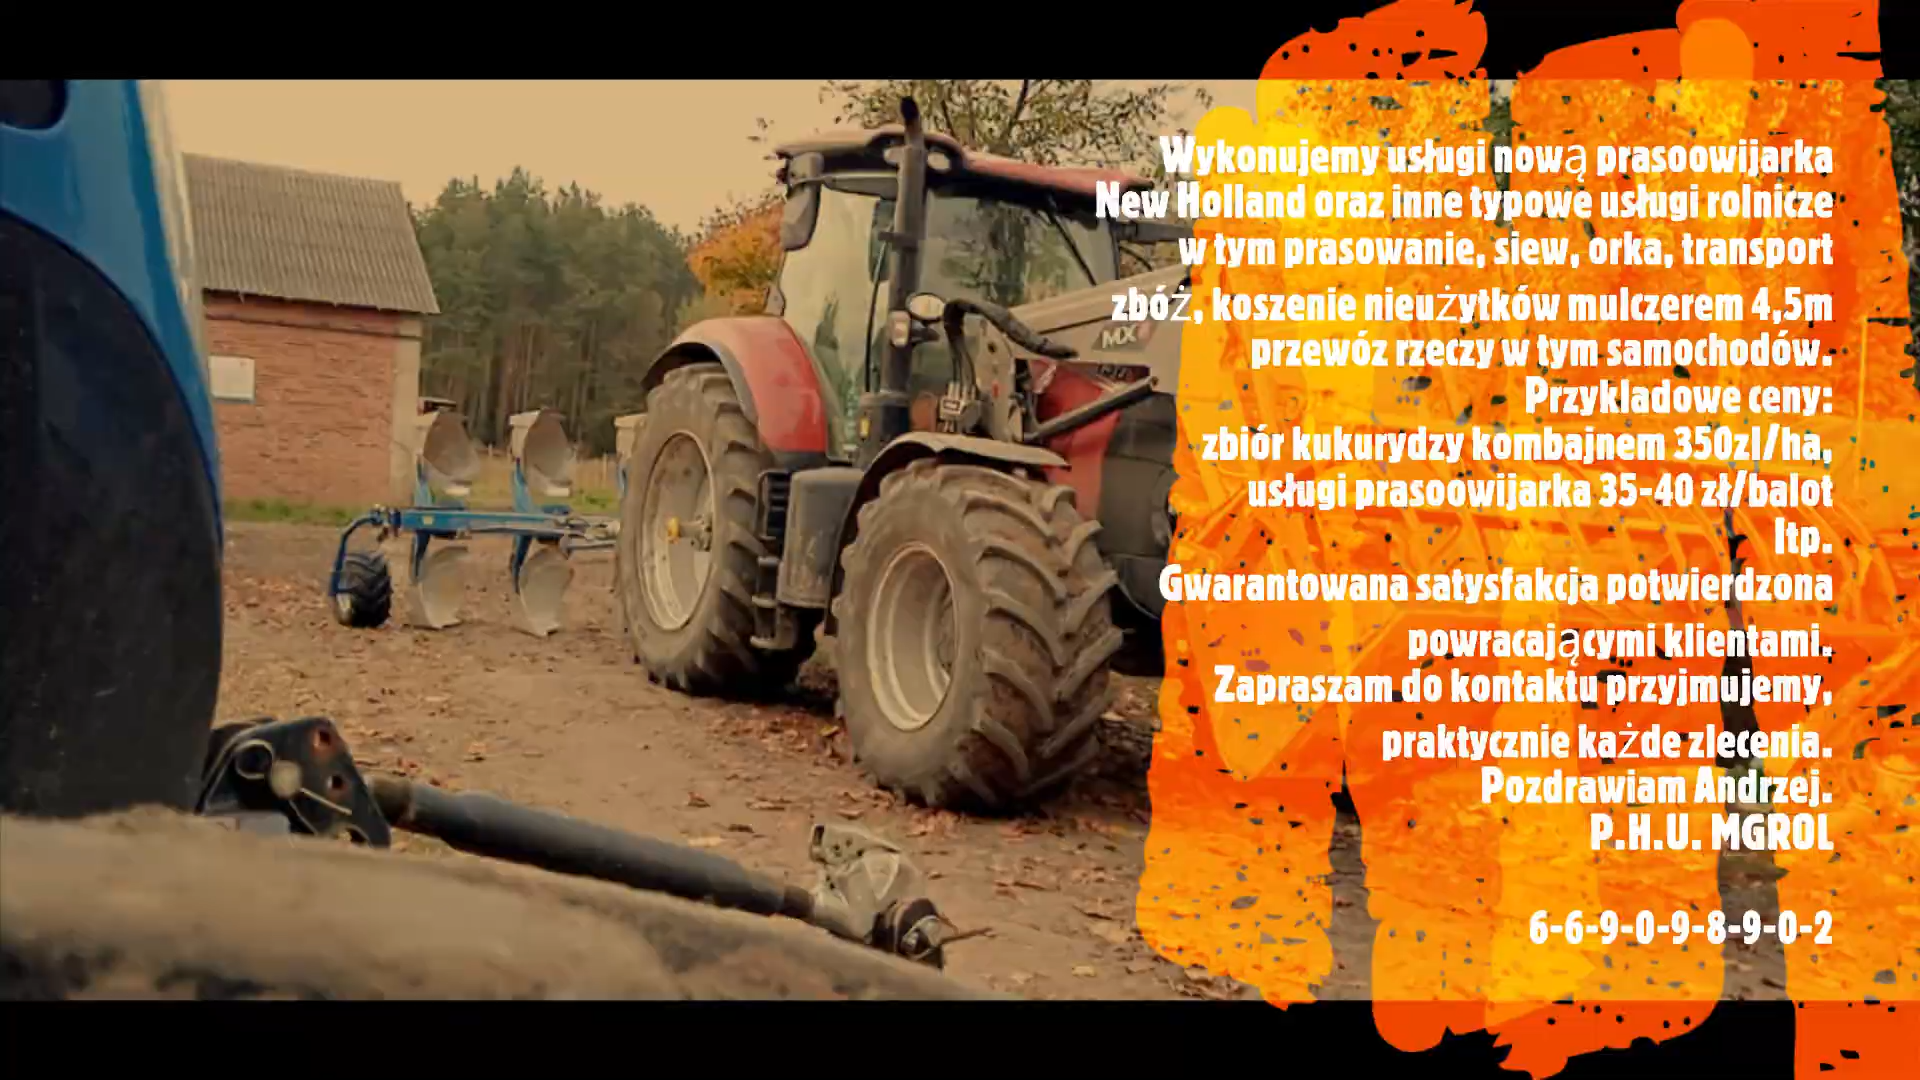 Wykonujemy usługi nową prasoowijarka
New Holland oraz inne typowe usługi rolnicze
w tym prasowanie, siew, orka, transport
zbóż, koszenie nieużytków mulczerem 4,5m
przewóz rzeczy w tym samochodów.
Przykladowe ceny:
zbiór kukurydzy kombajnem 350zl/ha,
usługi prasoowijarka 35-40 zł/balot
Itp.
Gwarantowana satysfakcja potwierdzona
powracającymi klientami.
Zapraszam do kontaktu przyjmujemy,
praktycznie każde zlecenia.
Pozdrawiam Andrzej.
P.H.U. MGROL
6-6-9-0-9-8-9-0-2
MX